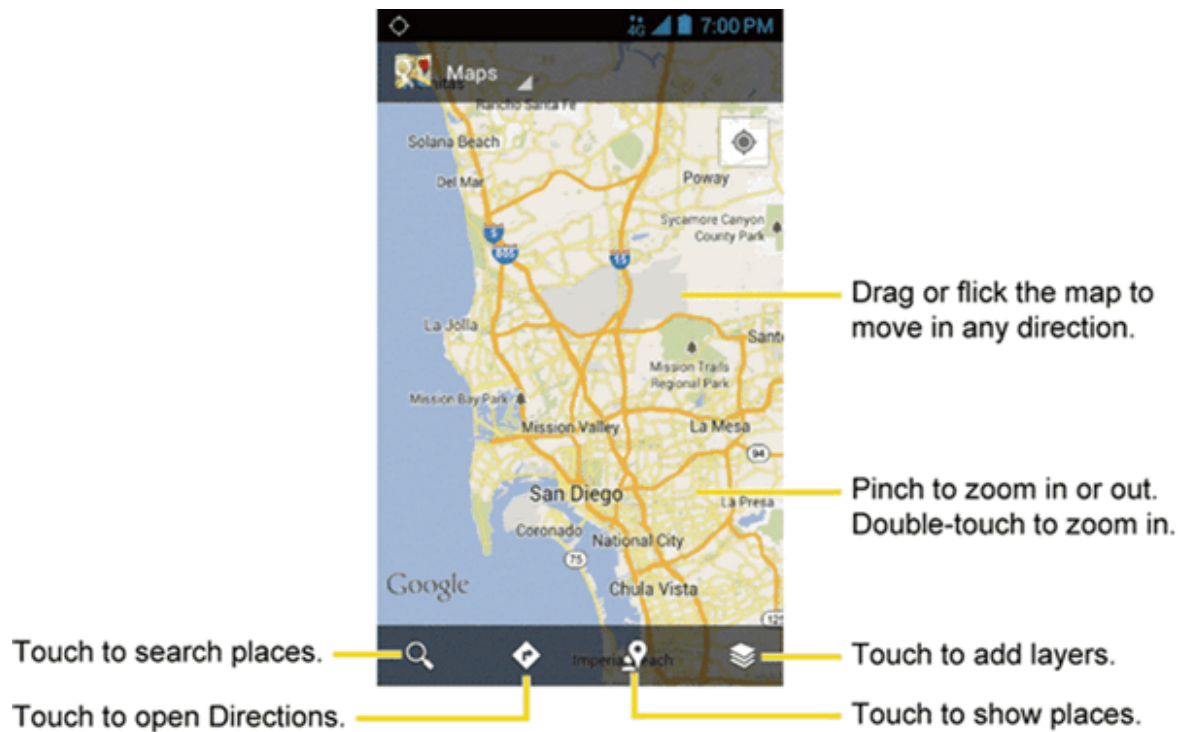 4G 7:00 PM
Maps
Rancho Santa Fe
Solana Beach
Del Mar
Poway
Sycamore Canyon
County Park
5
805
15
Drag or flick the map to
move in any direction.
La Jolla
Sant
Mission Trails
Regional Park
Mission Bay Park
Mission Valley
La Mesa
94
Pinch to zoom in or out.
Double-touch to zoom in.
San Diego
La Presa
Coronado
National City
75
Google
Chula Vista
125
Touch to search places.
Touch to add layers.
Touch to open Directions.
Touch to show places.